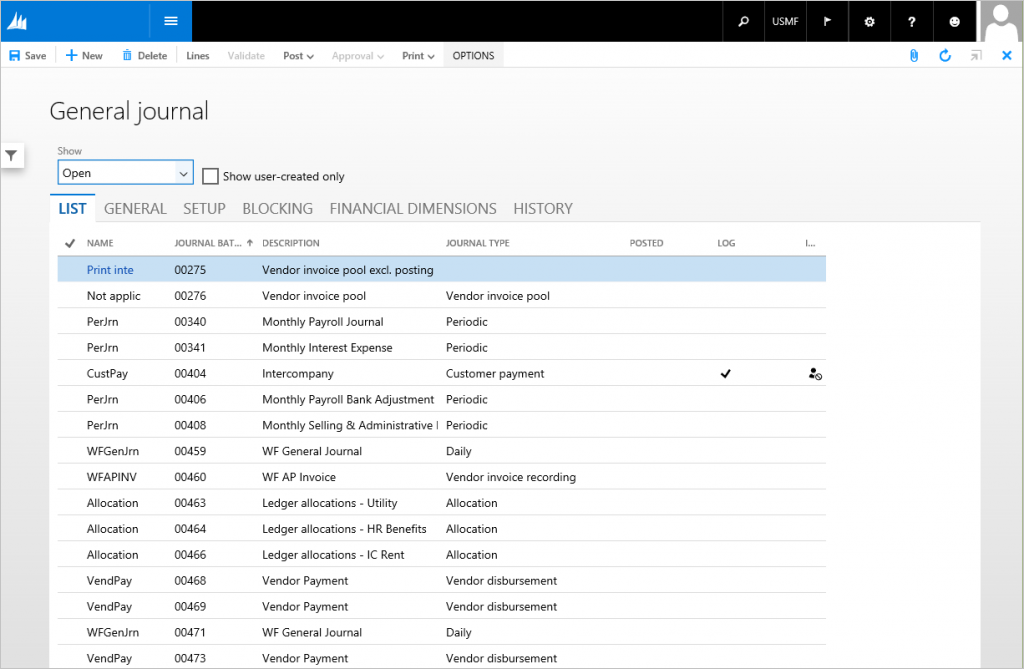 USMF ?
Save New Delete Lines Validate Post Approval Print OPTIONS
General journal
Show
Open Show user-created only
LIST GENERAL SETUP BLOCKING FINANCIAL DIMENSIONS HISTORY
NAME JOURNAL BAT... DESCRIPTION JOURNAL TYPE POSTED LOG I...
Print inte 00275 Vendor invoice pool excl. posting
Not applic 00276 Vendor invoice pool Vendor invoice pool
PerJrn 00340 Monthly Payroll Journal Periodic
PerJrn 00341 Monthly Interest Expense Periodic
CustPay 00404 Intercompany Customer payment
PerJrn 00406 Monthly Payroll Bank Adjustment Periodic
PerJrn 00408 Monthly Selling & Administrative Periodic
WFGenJrn 00459 WF General Journal Daily
WFAPINV 00460 WF AP Invoice Vendor invoice recording
Allocation 00463 Ledger allocations - Utility Allocation
Allocation 00464 Ledger allocations - HR Benefits Allocation
Allocation 00466 Ledger allocations - IC Rent Allocation
VendPay 00468 Vendor Payment Vendor disbursement
VendPay 00469 Vendor Payment Vendor disbursement
WFGenJrn 00471 WF General Journal Daily
VendPay 00473 Vendor Payment Vendor disbursement